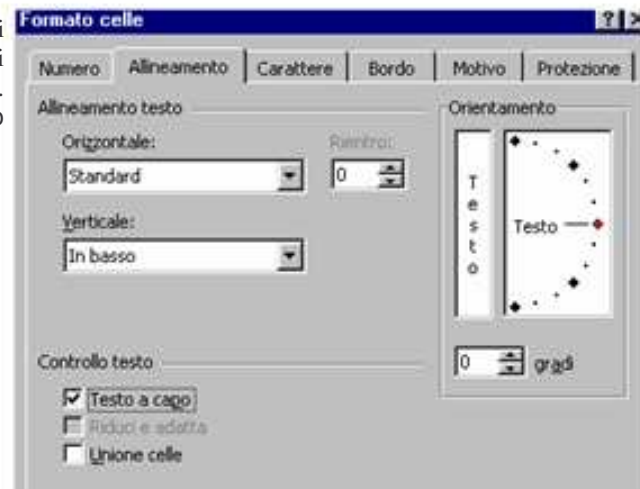 Formato celle
Numero Allineamento Carattere Bordo Motivo Protezione
Allineamento testo
Orizzontale:
Rientro:
Standard
0
Verticale:
In basso
Orientamento
T
e
s
t
o
Testo
0 gradi
Controllo testo
Testo a capo
Riduci e adatta
Unione celle